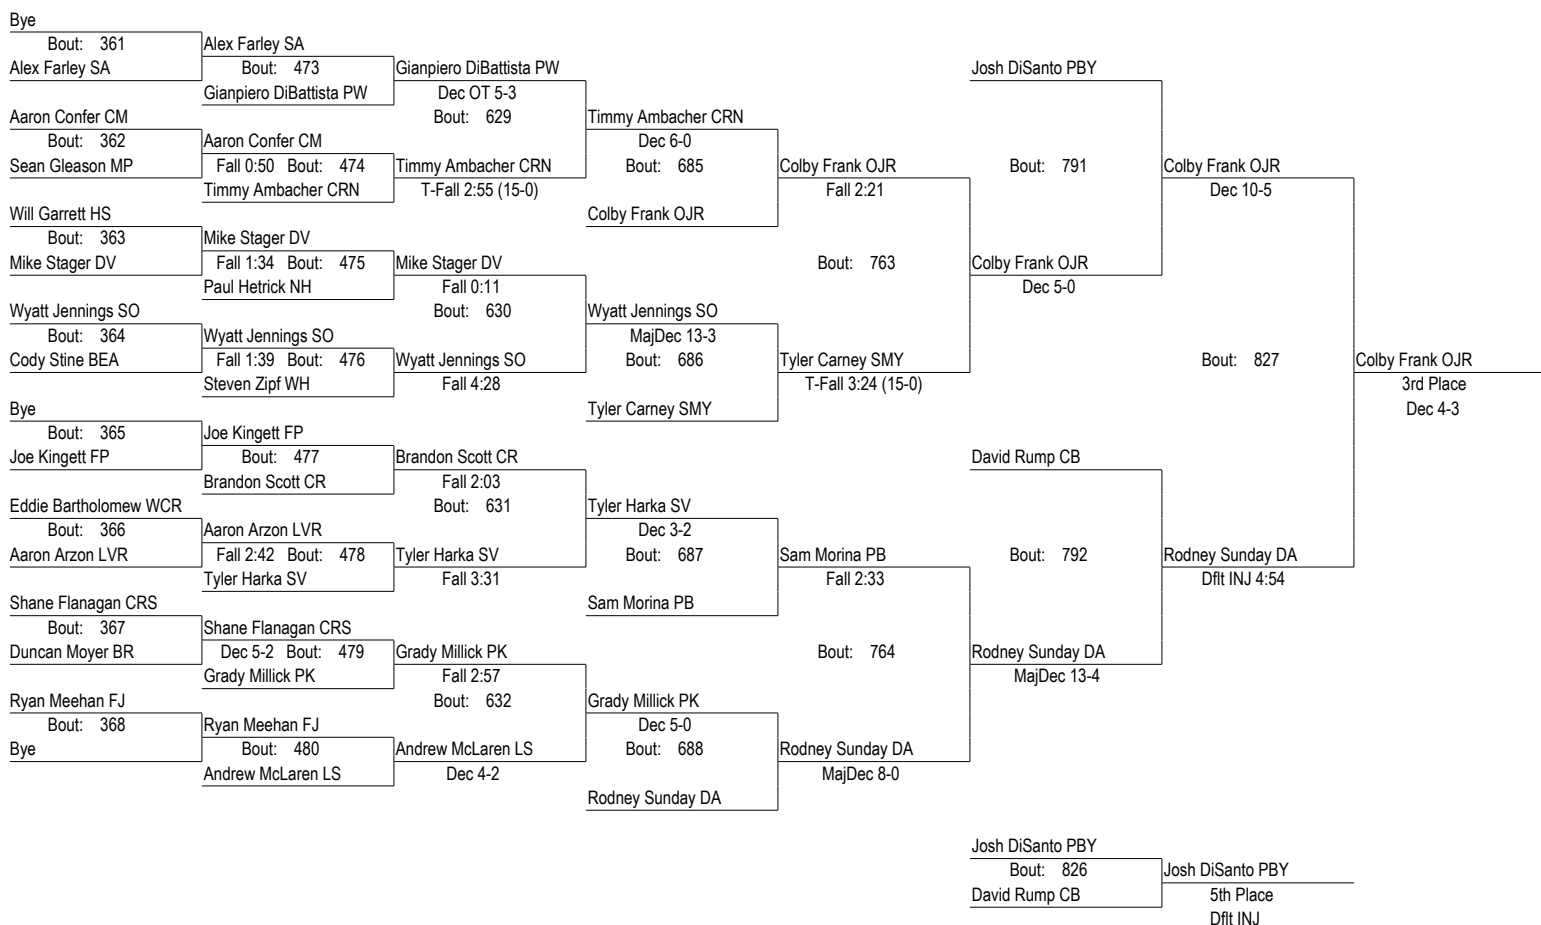 Bye
Bout: 361
Alex Farley SA
Alex Farley SA
Bout: 473
Gianpiero DiBattista PW
Gianpiero DiBattista PW
Dec OT 5-3
Bout: 629
Aaron Confer CM
Bout: 362
Sean Gleason MP
Aaron Confer CM
Fall 0:50 Bout: 474
Timmy Ambacher CRN
Timmy Ambacher CRN
T-Fall 2:55 (15-0)
Timmy Ambacher CRN
Dec 6-0
Bout: 685
Colby Frank OJR
Colby Frank OJR
Fall 2:21
Bout: 763
Will Garrett HS
Bout: 363
Mike Stager DV
Mike Stager DV
Fall 1:34 Bout: 475
Paul Hetrick NH
Mike Stager DV
Fall 0:11
Bout: 630
Wyatt Jennings SO
Bout: 364
Cody Stine BEA
Wyatt Jennings SO
Fall 1:39 Bout: 476
Steven Zipf WH
Wyatt Jennings SO
Fall 4:28
Wyatt Jennings SO
MajDec 13-3
Bout: 686
Tyler Carney SMY
Tyler Carney SMY
T-Fall 3:24 (15-0)
Josh DiSanto PBY
Bout: 791
Colby Frank OJR
Dec 5-0
Colby Frank OJR
Dec 10-5
Bout: 827
Colby Frank OJR
3rd Place
Dec 4-3
Bye
Bout: 365
Joe Kingett FP
Joe Kingett FP
Bout: 477
Brandon Scott CR
Brandon Scott CR
Fall 2:03
Bout: 631
Eddie Bartholomew WCR
Bout: 366
Aaron Arzon LVR
Aaron Arzon LVR
Fall 2:42 Bout: 478
Tyler Harka SV
Tyler Harka SV
Fall 3:31
Tyler Harka SV
Dec 3-2
Bout: 687
Sam Morina PB
Sam Morina PB
Fall 2:33
Bout: 764
Shane Flanagan CRS
Bout: 367
Duncan Moyer BR
Shane Flanagan CRS
Dec 5-2 Bout: 479
Grady Millick PK
Grady Millick PK
Fall 2:57
Bout: 632
Ryan Meehan FJ
Bout: 368
Bye
Ryan Meehan FJ
Bout: 480
Andrew McLaren LS
Andrew McLaren LS
Dec 4-2
Grady Millick PK
Dec 5-0
Bout: 688
Rodney Sunday DA
Rodney Sunday DA
MajDec 8-0
David Rump CB
Bout: 792
Rodney Sunday DA
MajDec 13-4
Rodney Sunday DA
Dflt INJ 4:54
Josh DiSanto PBY
Bout: 826
David Rump CB
Josh DiSanto PBY
5th Place
Dflt INJ